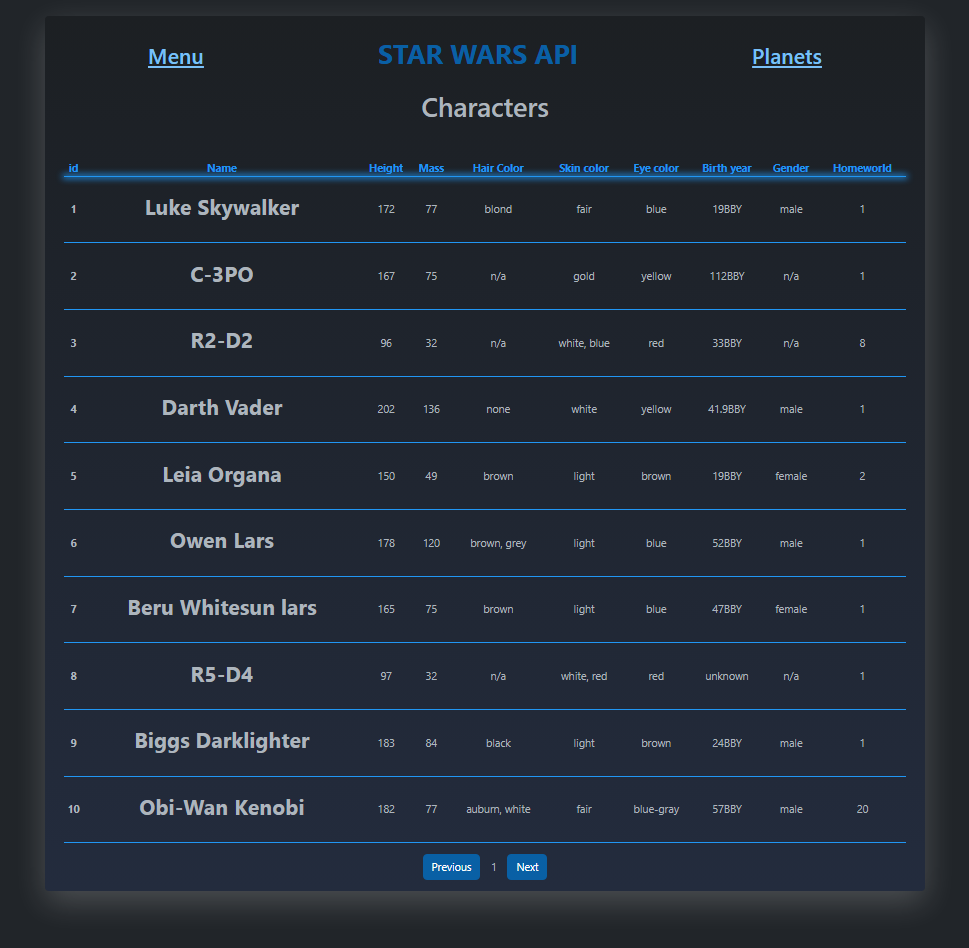 Menu STAR WARS API Planets
Characters
id Name Height Mass Hair Color Skin color Eye color Birth year Gender Homeworld
1 Luke Skywalker 172 77 blond fair blue 19BBY male 1
2 C-3PO 167 75 n/a gold yellow 112BBY n/a 1
3 R2-D2 96 32 n/a white, blue red 33BBY n/a 8
4 Darth Vader 202 136 none white yellow 41.9BBY male 1
5 Leia Organa 150 49 brown light brown 19BBY female 2
6 Owen Lars 178 120 brown, grey light blue 52BBY male 1
7 Beru Whitesun lars 165 75 brown light blue 47BBY female 1
8 R5-D4 97 32 n/a white, red red unknown n/a 1
9 Biggs Darklighter 183 84 black light brown 24BBY male 1
10 Obi-Wan Kenobi 182 77 auburn, white fair blue-gray 57BBY male 20
Previous 1 Next